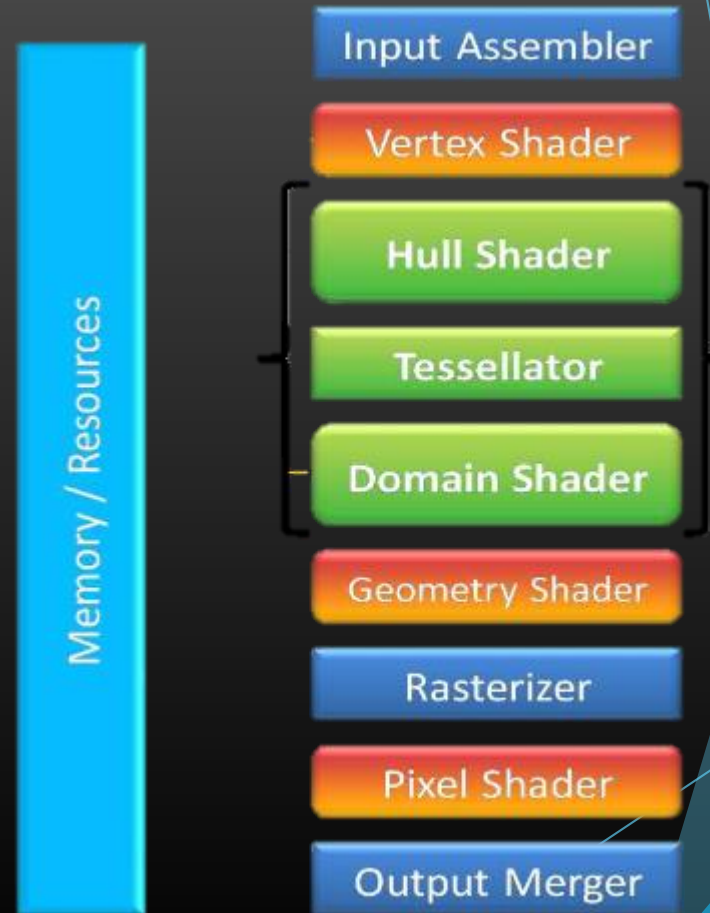 Memory / Resources
Input Assembler
Vertex Shader
Hull Shader
Tessellator
Domain Shader
Geometry Shader
Rasterizer
Pixel Shader
Output Merger